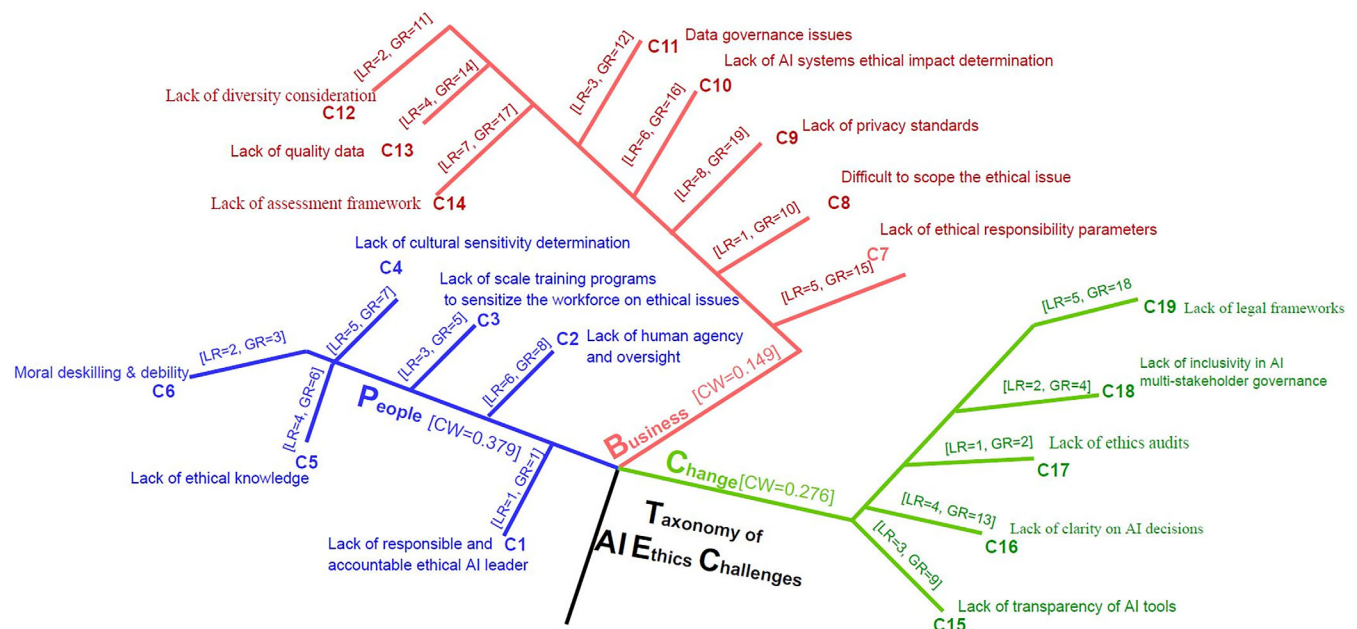 [LR=2, GR=11]
Lack of diversity consideration
C12
[LR=4, GR=14]
Lack of quality data C13
[LR=7, GR=17]
Lack of assessment framework C14
[LR=3, GR=12]
C11 Data governance issues
Lack of AI systems ethical impact determination
[LR=6, GR=16]
C10
[LR=8, GR=19]
C9 Lack of privacy standards
Difficult to scope the ethical issue
[LR=1, GR=10]
C8
Lack of ethical responsibility parameters
C7
[LR=5, GR=15]
Business [CW=0.149]
Lack of cultural sensitivity determination
C4
[LR=5, GR=7]
Lack of scale training programs
to sensitize the workforce on ethical issues
[LR=3, GR=5]
C3
[LR=6, GR=8]
C2 Lack of human agency
and oversight
[LR=2, GR=3]
Moral deskilling & debility
C6
[LR=4, GR=6]
C5
Lack of ethical knowledge
People [CW=0.379]
[LR=1, GR=1]
Lack of responsible and C1
accountable ethical AI leader
Change[CW=0.276]
[LR=5, GR=18
C19 Lack of legal frameworks
Lack of inclusivity in AI
multi-stakeholder governance
[LR=2, GR=4]
C18
[LR=1, GR=2] Lack of ethics audits
C17
[LR=4, GR=13]
Lack of clarity on AI decisions
C16
[LR=3, GR=9]
Lack of transparency of AI tools
C15
Taxonomy of
AI Ethics Challenges